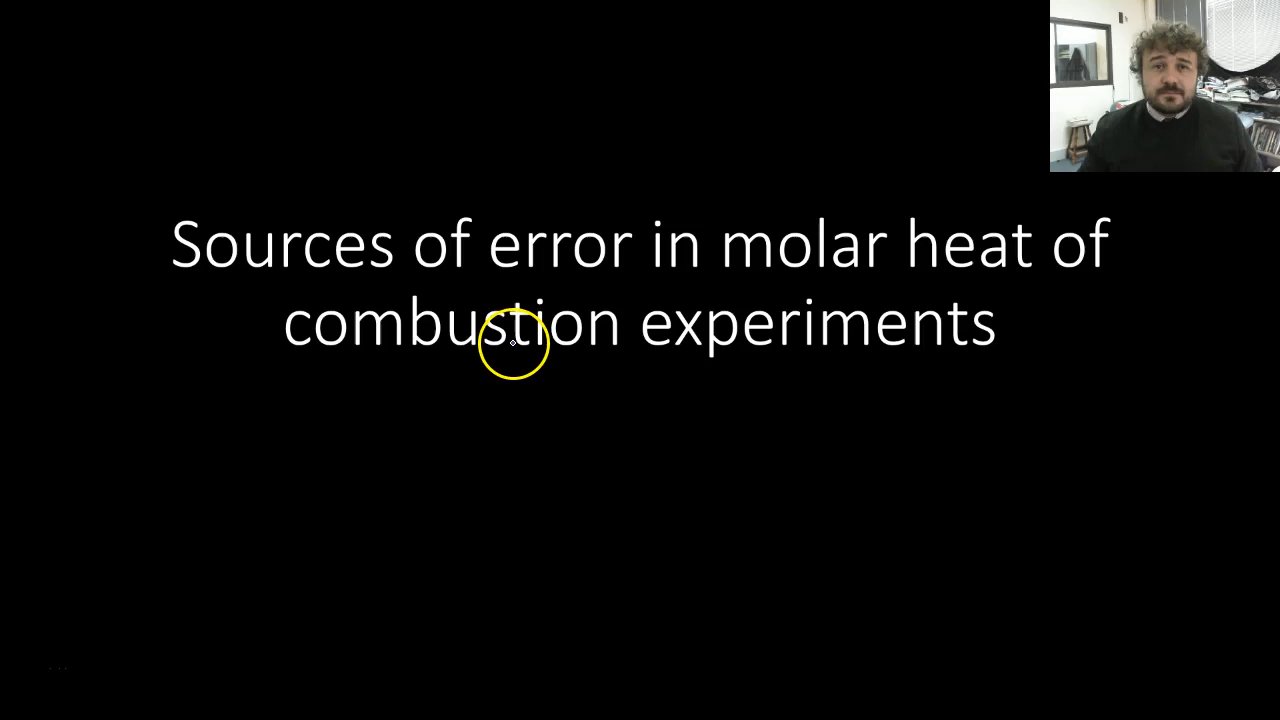 Sources of error in molar heat of
combustion experiments